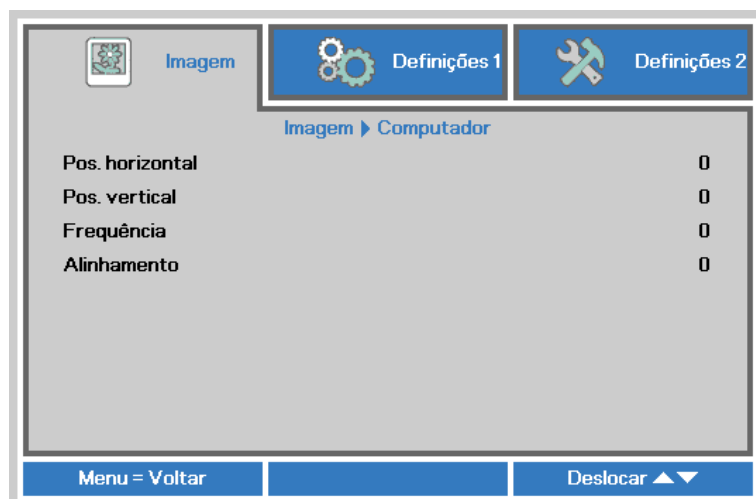 Imagem
Definições 1
Definições 2
Imagem ▶ Computador
Pos. horizontal 0
Pos. vertical 0
Frequência 0
Alinhamento 0
Menu = Voltar
Deslocar ▲▼